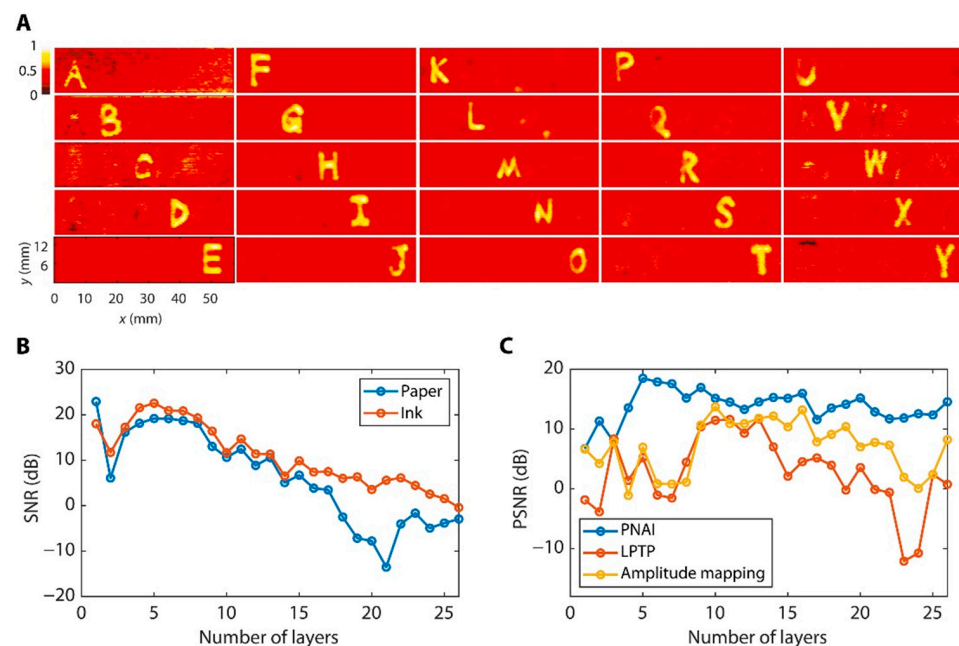 A
1
0.5
0
A F K P U
B G L Q V
C H M R W
D I N S X
E J O T Y
12
6
y (mm)
0 10 20 30 40 50
x (mm)
B
30
20
10
0
−10
−20
SNR (dB)
Paper
Ink
0 5 10 15 20 25
Number of layers
C
20
10
0
−10
PSNR (dB)
PNAI
LPTP
Amplitude mapping
0 5 10 15 20 25
Number of layers